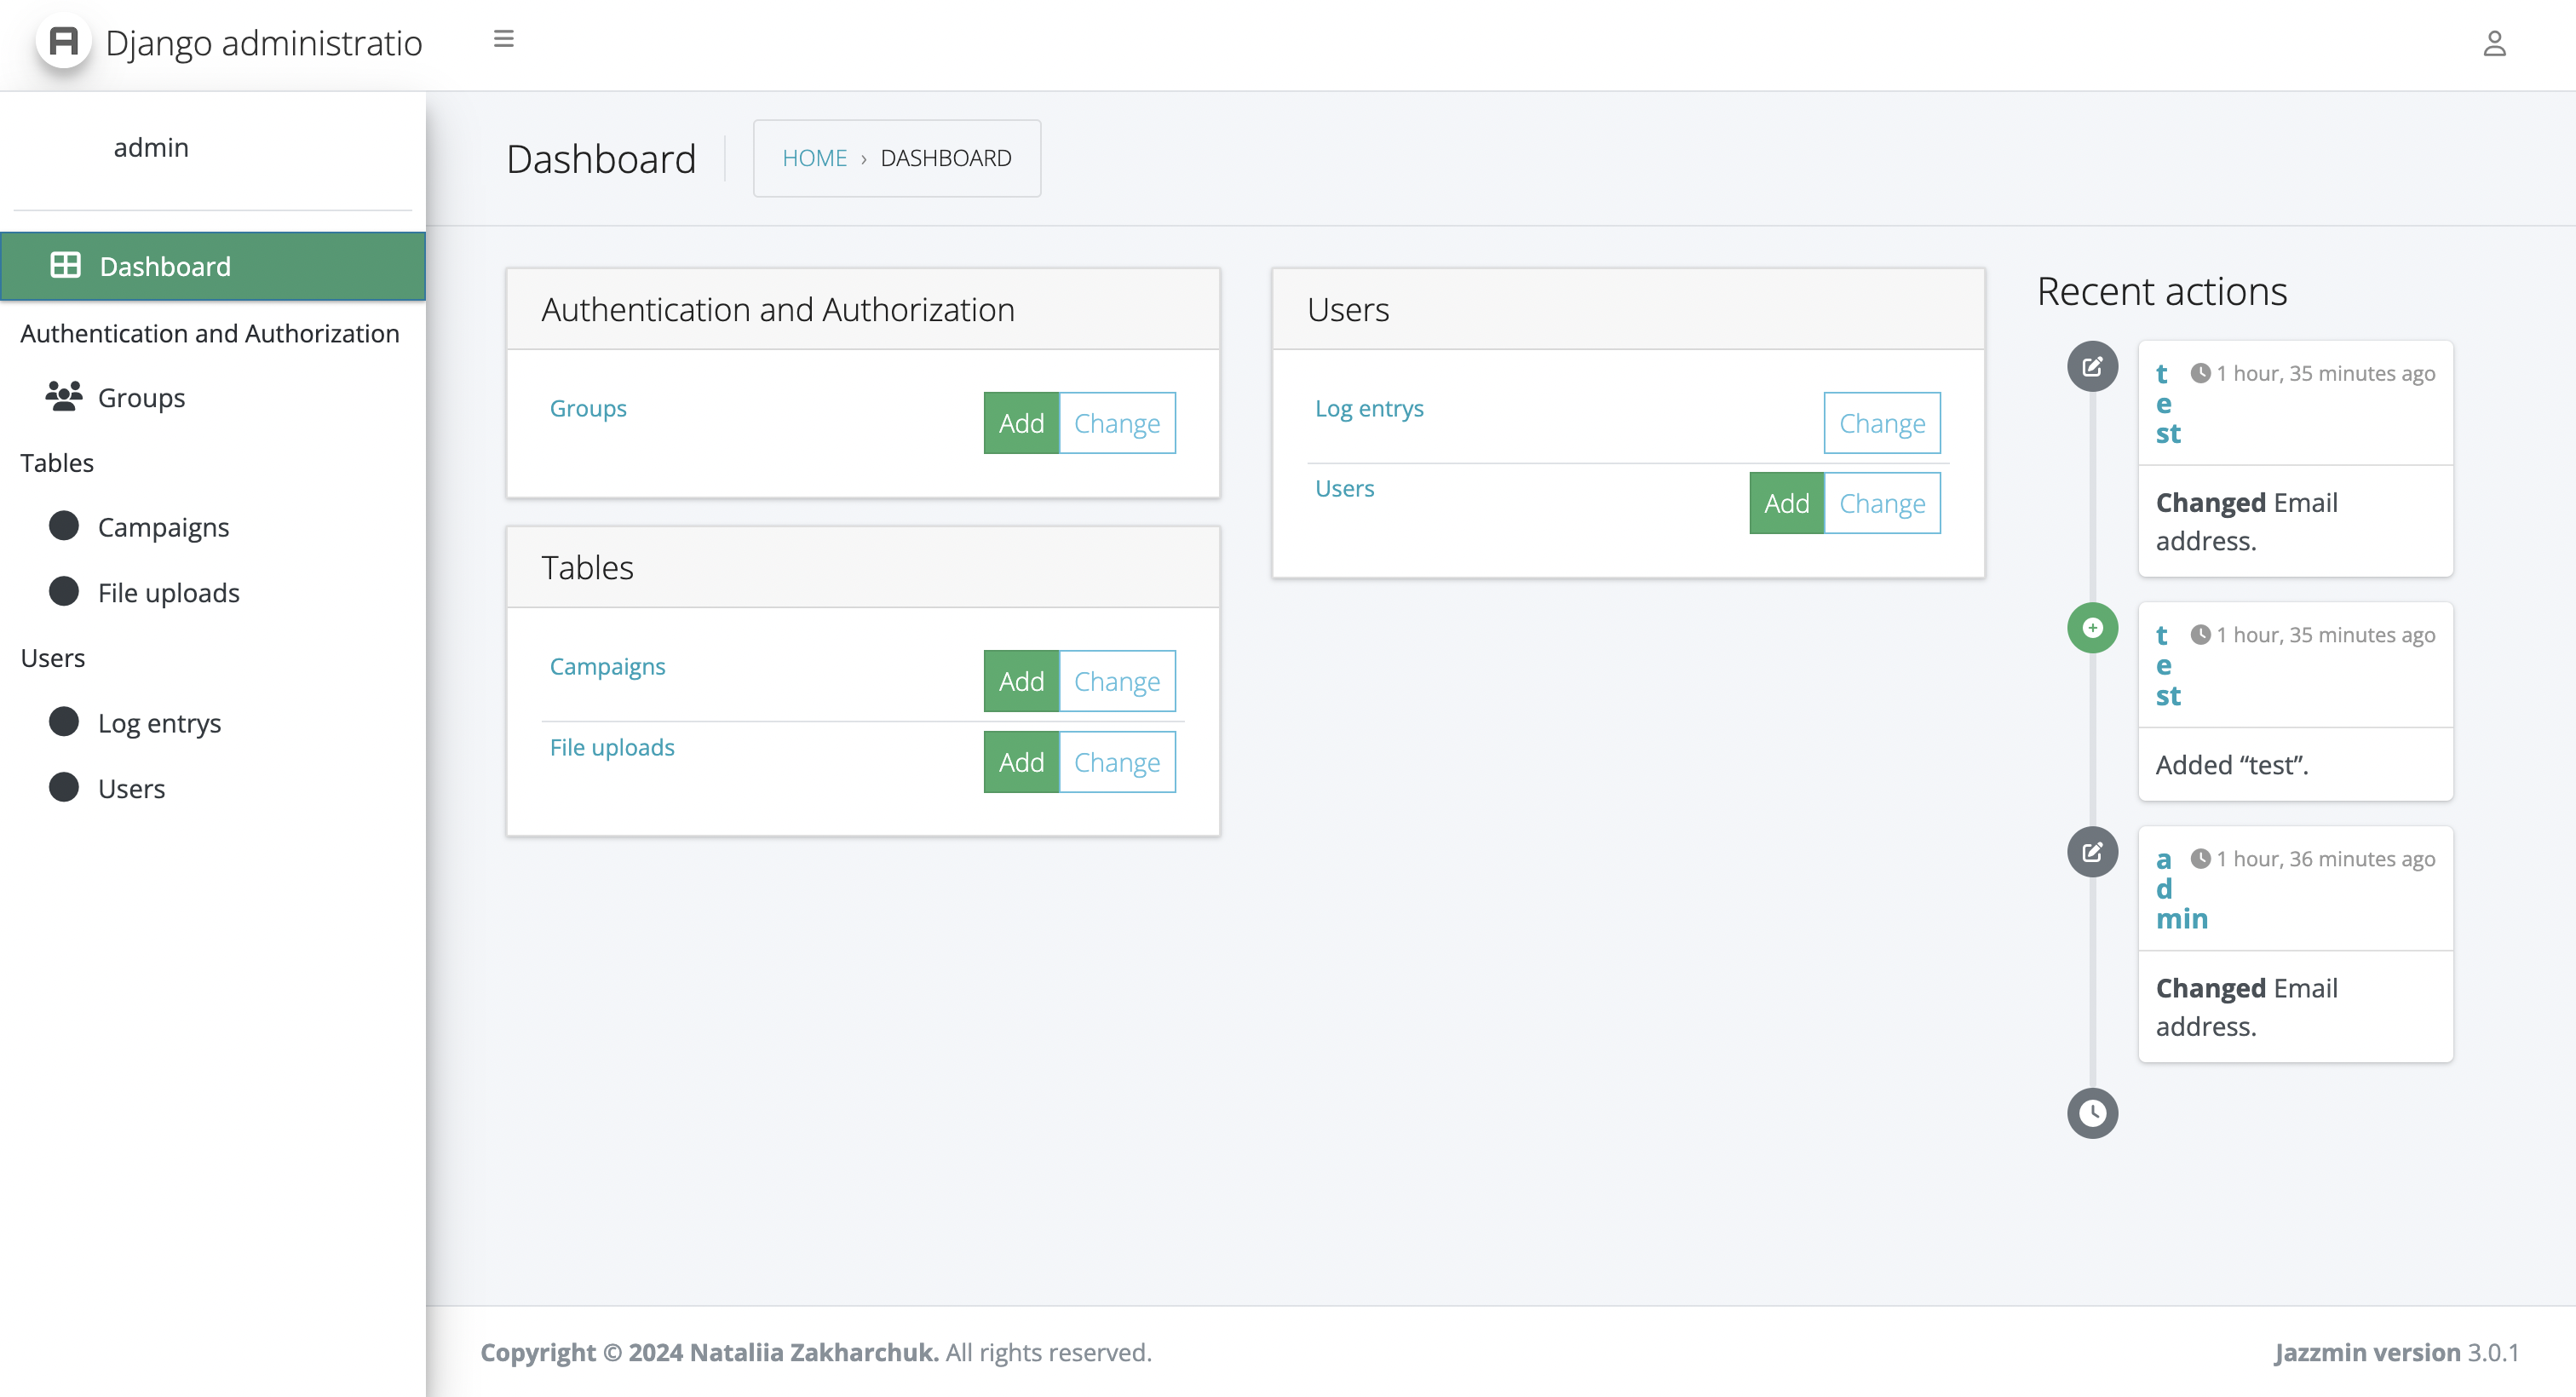 Django administratio
admin
Dashboard
Authentication and Authorization
Groups
Tables
Campaigns
File uploads
Users
Log entrys
Users
Dashboard
HOME › DASHBOARD
Authentication and Authorization
Groups Add Change
Tables
Campaigns Add Change
File uploads Add Change
Users
Log entrys Change
Users Add Change
Recent actions
t 1 hour, 35 minutes ago
e
st
Changed Email
address.
t 1 hour, 35 minutes ago
e
st
Added “test”.
a 1 hour, 36 minutes ago
d
min
Changed Email
address.
Copyright © 2024 Nataliia Zakharchuk. All rights reserved.
Jazzmin version 3.0.1